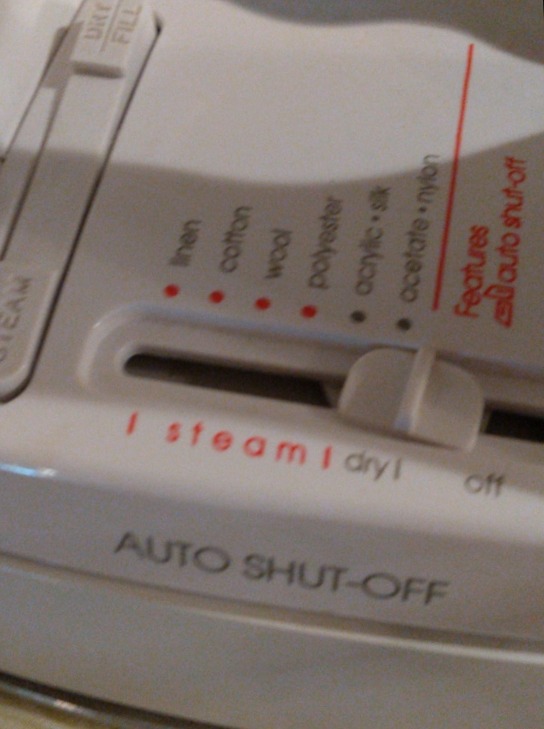 DRY
FILL
STEAM
linen
cotton
wool
polyester
acrylic • silk
acetate • nylon
Features
auto shut-off
| steam | dry |
off
AUTO SHUT-OFF